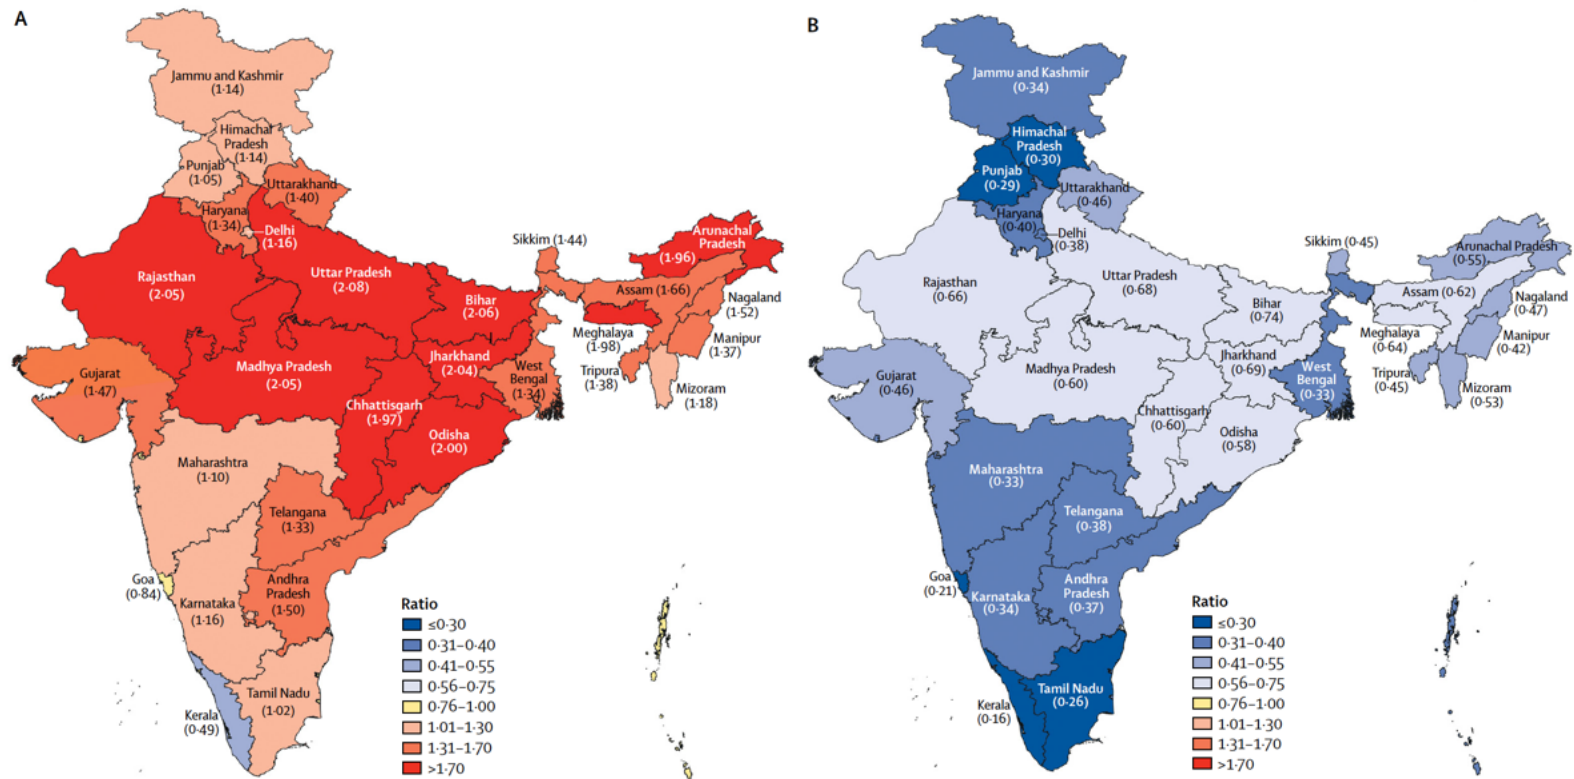 A
Jammu and Kashmir
(1·14)
Himachal
Pradesh
(1·14)
Punjab
(1·05)
Uttarakhand
(1·40)
Haryana
(1·34)
Delhi
(1·16)
Rajasthan
(2·05)
Uttar Pradesh
(2·08)
Bihar
(2·06)
Sikkim (1·44)
Arunachal
Pradesh
(1·96)
Assam (1·66)
Nagaland
(1·52)
Meghalaya
(1·98)
Manipur
(1·37)
Tripura
(1·38)
Mizoram
(1·18)
Gujarat
(1·47)
Madhya Pradesh
(2·05)
Jharkhand
(2·04)
West
Bengal
(1·34)
Chhattisgarh
(1·97)
Odisha
(2·00)
Maharashtra
(1·10)
Telangana
(1·33)
Goa
(0·84)
Karnataka
(1·16)
Andhra
Pradesh
(1·50)
Kerala
(0·49)
Tamil Nadu
(1·02)
Ratio
≤0·30
0·31–0·40
0·41–0·55
0·56–0·75
0·76–1·00
1·01–1·30
1·31–1·70
>1·70
B
Jammu and Kashmir
(0·34)
Himachal
Pradesh
(0·30)
Punjab
(0·29)
Uttarakhand
(0·46)
Haryana
(0·40)
Delhi
(0·38)
Rajasthan
(0·66)
Uttar Pradesh
(0·68)
Bihar
(0·74)
Sikkim (0·45)
Arunachal Pradesh
(0·55)
Assam (0·62)
Nagaland
(0·47)
Meghalaya
(0·64)
Manipur
(0·42)
Tripura
(0·45)
Mizoram
(0·53)
Gujarat
(0·46)
Madhya Pradesh
(0·60)
Jharkhand
(0·69)
West
Bengal
(0·33)
Chhattisgarh
(0·60)
Odisha
(0·58)
Maharashtra
(0·33)
Telangana
(0·38)
Goa
(0·21)
Karnataka
(0·34)
Andhra
Pradesh
(0·37)
Kerala
(0·16)
Tamil Nadu
(0·26)
Ratio
≤0·30
0·31–0·40
0·41–0·55
0·56–0·75
0·76–1·00
1·01–1·30
1·31–1·70
>1·70